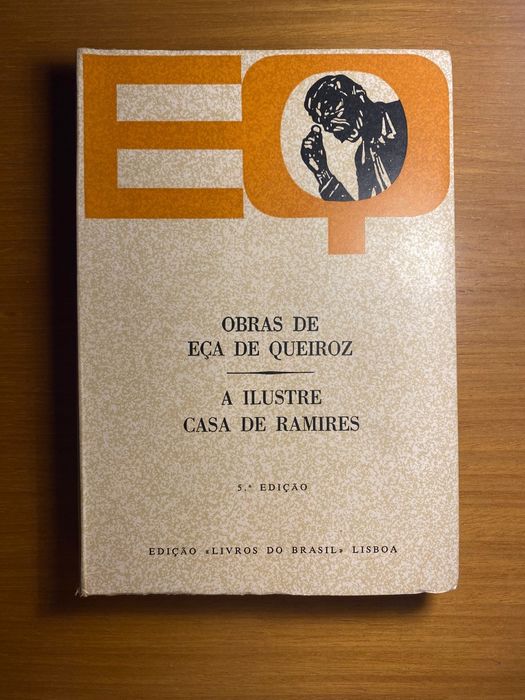 EQ
OBRAS DE
EÇA DE QUEIROZ
A ILUSTRE
CASA DE RAMIRES
5.ª EDIÇÃO
EDIÇÃO «LIVROS DO BRASIL» LISBOA